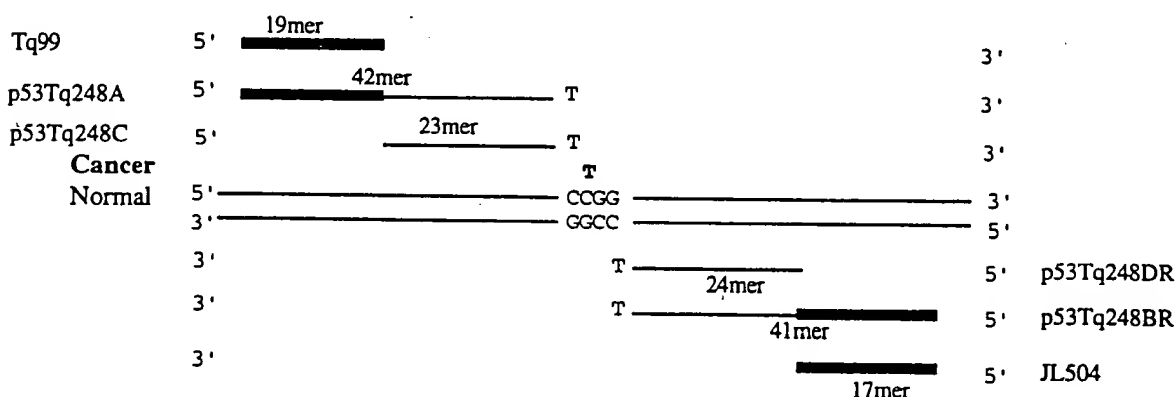 19mer
Tq99 5' 3'
42mer
p53Tq248A 5' T 3'
23mer
p53Tq248C 5' T 3'
Cancer T
Normal 5' CCGG 3'
3' GGCC 5'
3' T 5' p53Tq248DR
24mer
3' T 5' p53Tq248BR
41mer
3' 5' JL504
17mer